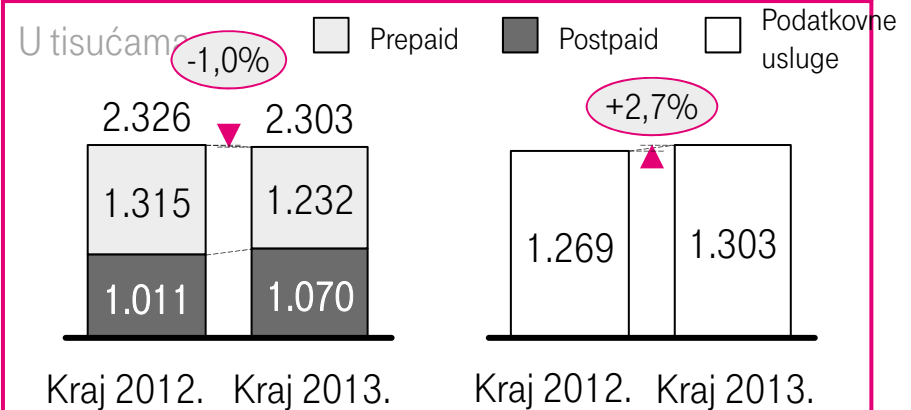 U tisućama
Prepaid
Postpaid
Podatkovne
usluge
-1,0%
2.326
2.303
1.315
1.232
1.011
1.070
Kraj 2012.
Kraj 2013.
+2,7%
1.269
1.303
Kraj 2012.
Kraj 2013.